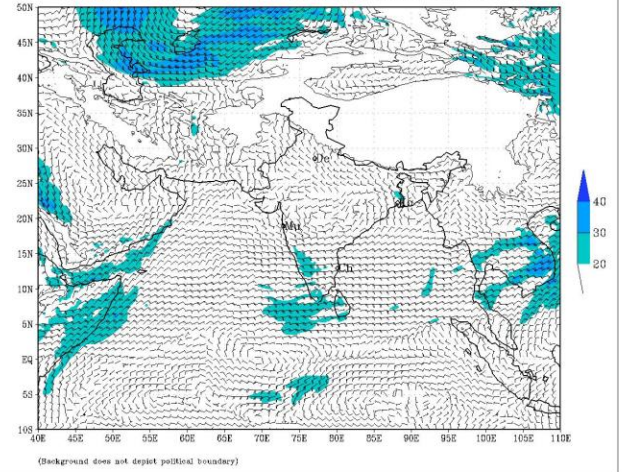 50N
45N
40N
35N
30N
25N
20N
15N
10N
5N
EQ
5S
10S
40E 45E 50E 55E 60E 65E 70E 75E 80E 85E 90E 95E 100E 105E 110E
De
Mu
Ch
40
30
20
(Background does not depict political boundary)